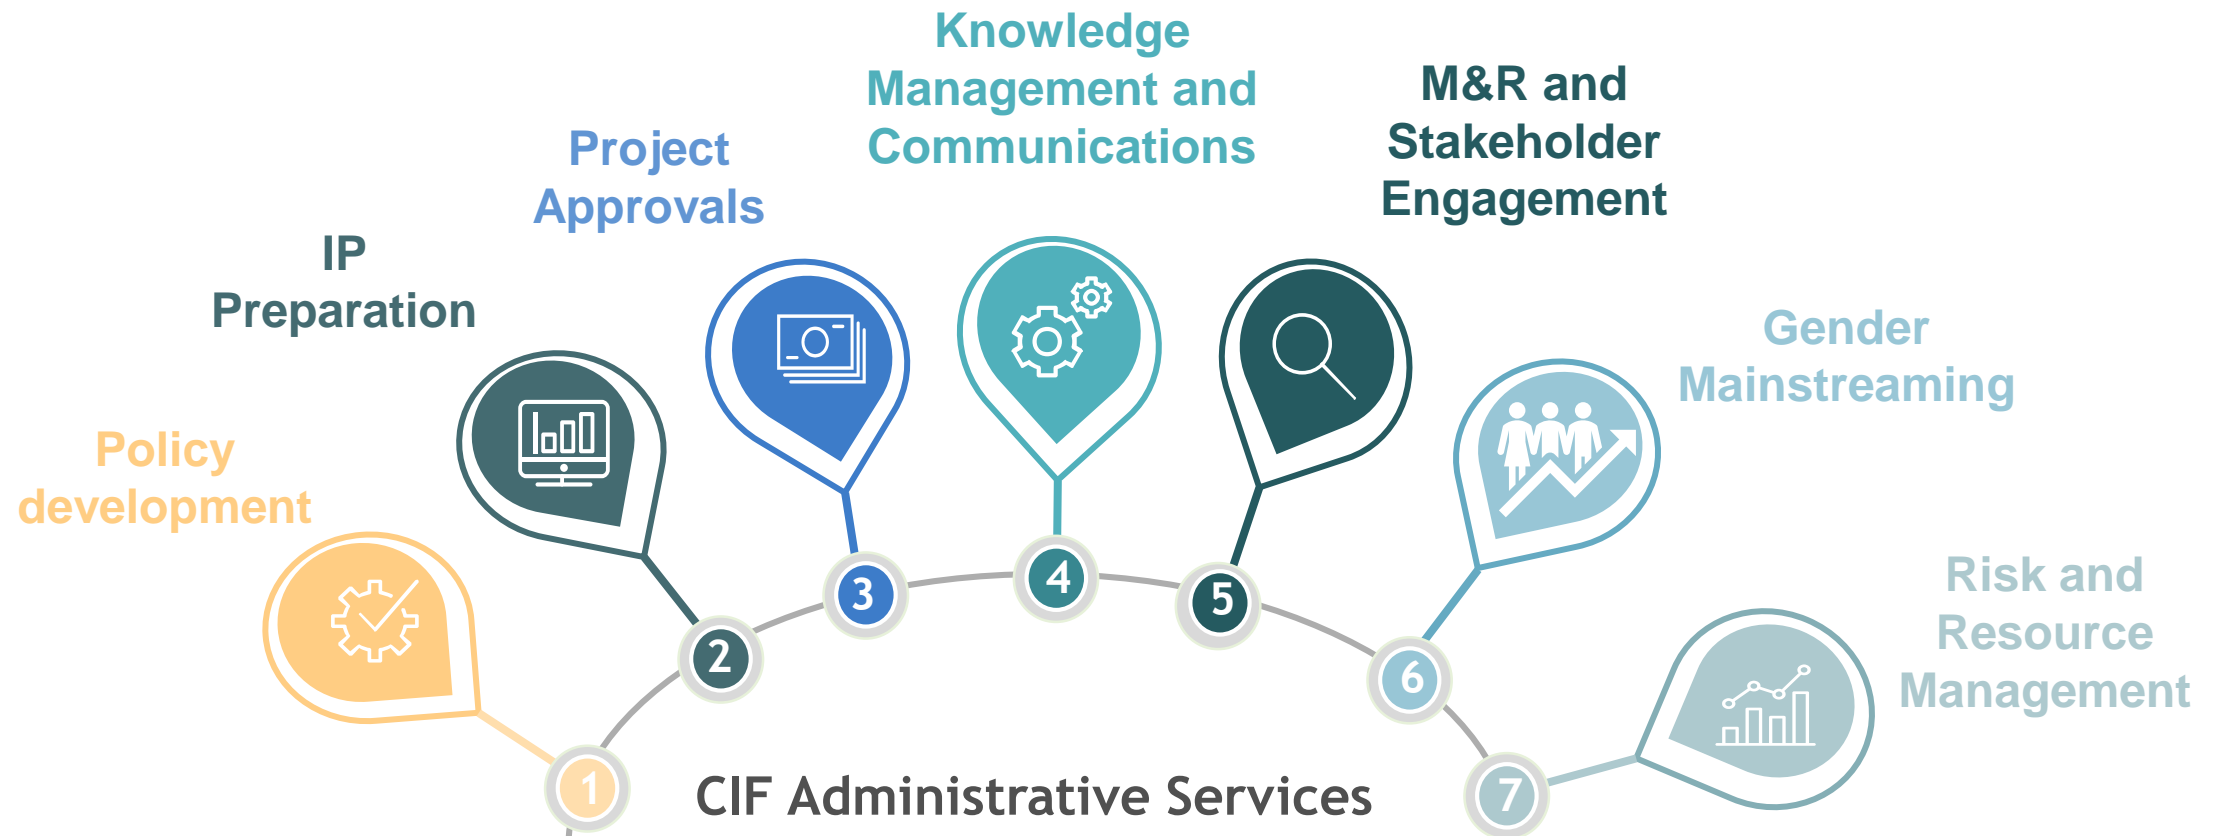 Policy
development
1
IP
Preparation
2
Project
Approvals
3
Knowledge
Management and
Communications
4
M&R and
Stakeholder
Engagement
5
Gender
Mainstreaming
6
Risk and
Resource
Management
7
CIF Administrative Services